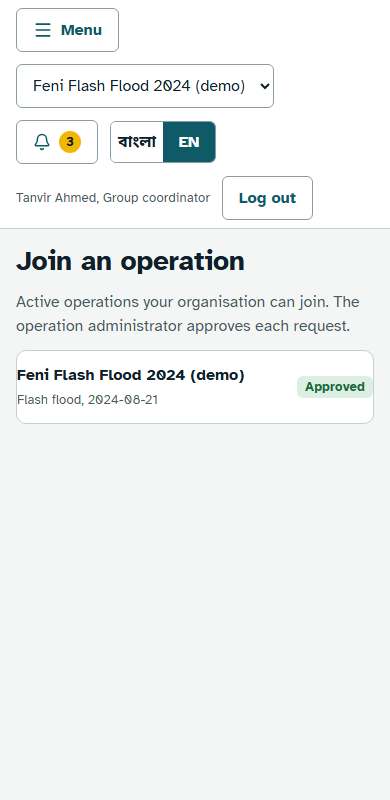 Menu
Feni Flash Flood 2024 (demo)
3
বাংলা EN
Tanvir Ahmed, Group coordinator Log out
Join an operation
Active operations your organisation can join. The
operation administrator approves each request.
Feni Flash Flood 2024 (demo)
Approved
Flash flood, 2024-08-21